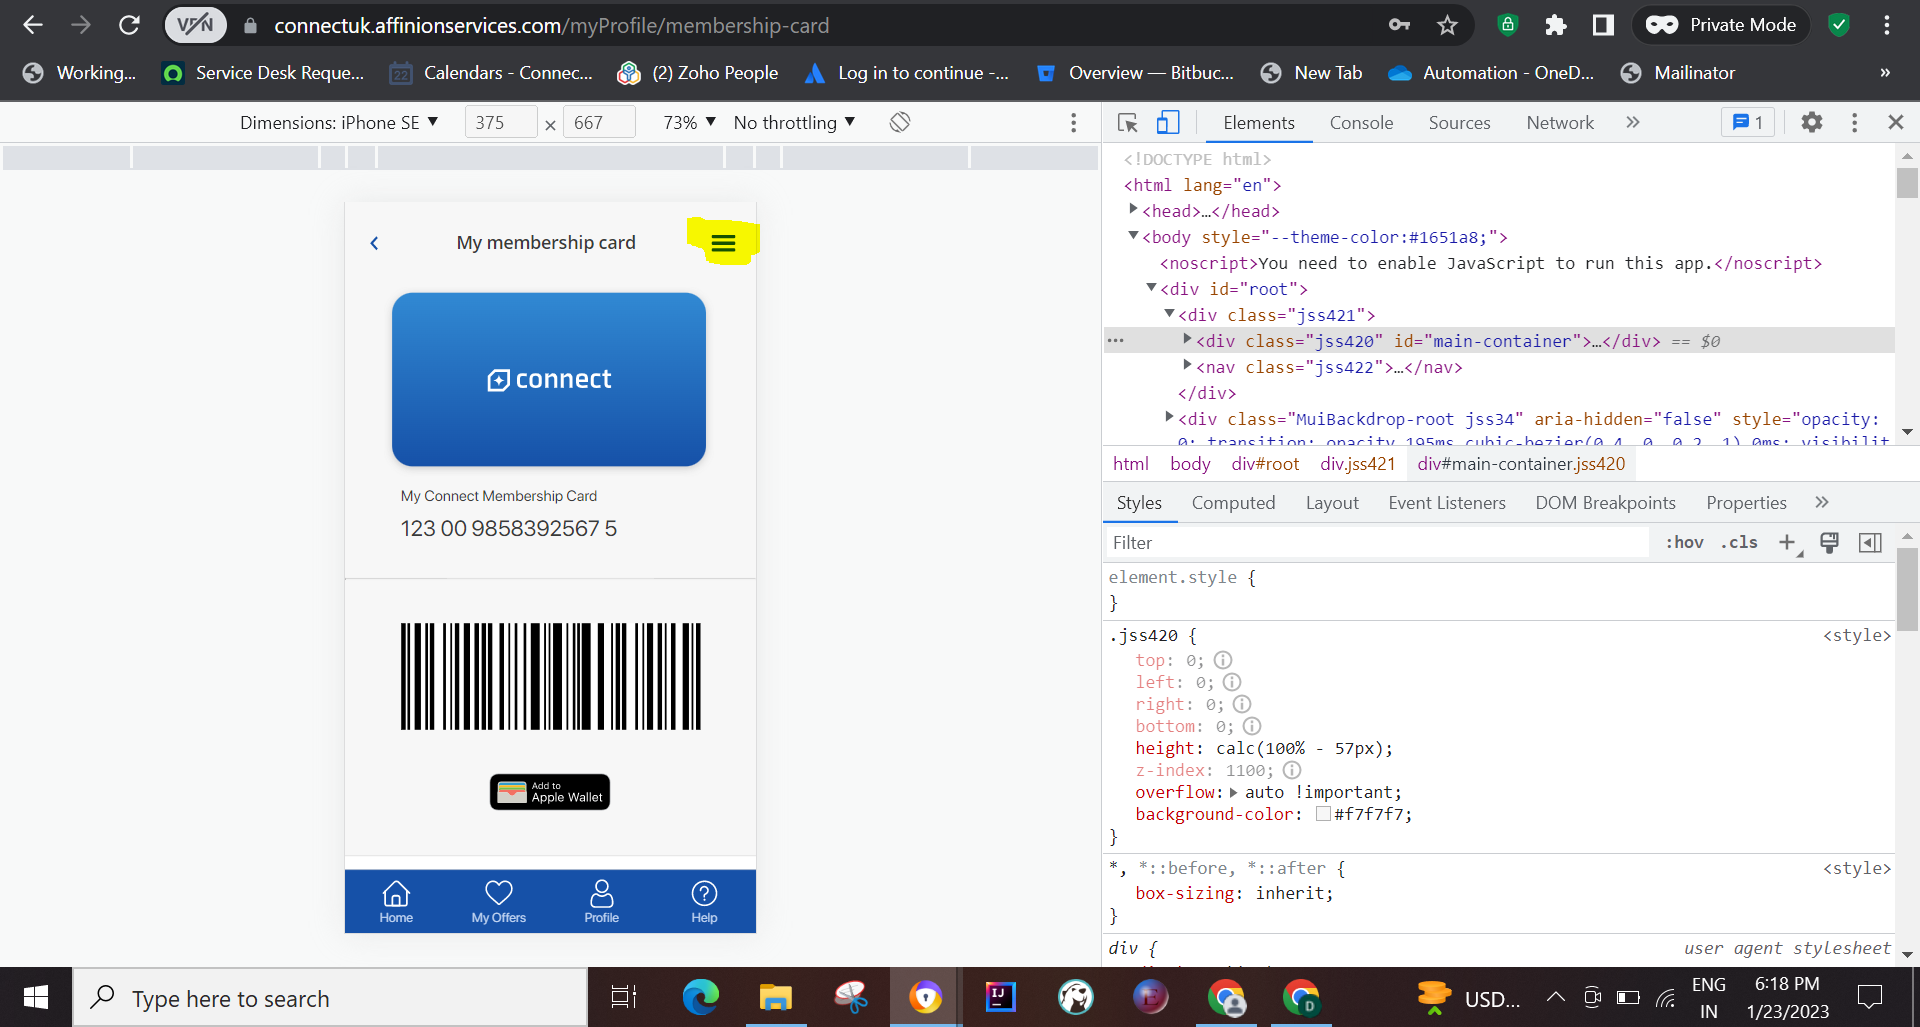 VPN connectuk.affinionservices.com/myProfile/membership-card Private Mode
Working... Service Desk Reque... 22 Calendars - Connec... (2) Zoho People Log in to continue -... Overview — Bitbuc... New Tab Automation - OneD... Mailinator »
Dimensions: iPhone SE ▼ 375 × 667 73% ▼ No throttling ▼
Elements Console Sources Network » 1
My membership card
connect
My Connect Membership Card
123 00 9858392567 5
Add to
Apple Wallet
Home My Offers Profile Help
<!DOCTYPE html>
<html lang="en">
<head>…</head>
<body style="--theme-color:#1651a8;">
<noscript>You need to enable JavaScript to run this app.</noscript>
<div id="root">
<div class="jss421">
<div class="jss420" id="main-container">…</div> == $0
<nav class="jss422">…</nav>
</div>
<div class="MuiBackdrop-root jss34" aria-hidden="false" style="opacity:
0; transition: opacity 195ms cubic-bezier(0.4, 0, 0.2, 1) 0ms; visibilit
html body div#root div.jss421 div#main-container.jss420
Styles Computed Layout Event Listeners DOM Breakpoints Properties »
Filter :hov .cls +
element.style {
}
.jss420 { <style>
top: 0;
left: 0;
right: 0;
bottom: 0;
height: calc(100% - 57px);
z-index: 1100;
overflow: auto !important;
background-color: #f7f7f7;
}
*, *::before, *::after { <style>
box-sizing: inherit;
}
div { user agent stylesheet
Type here to search
IJ
D
USD...
ENG
IN
6:18 PM
1/23/2023